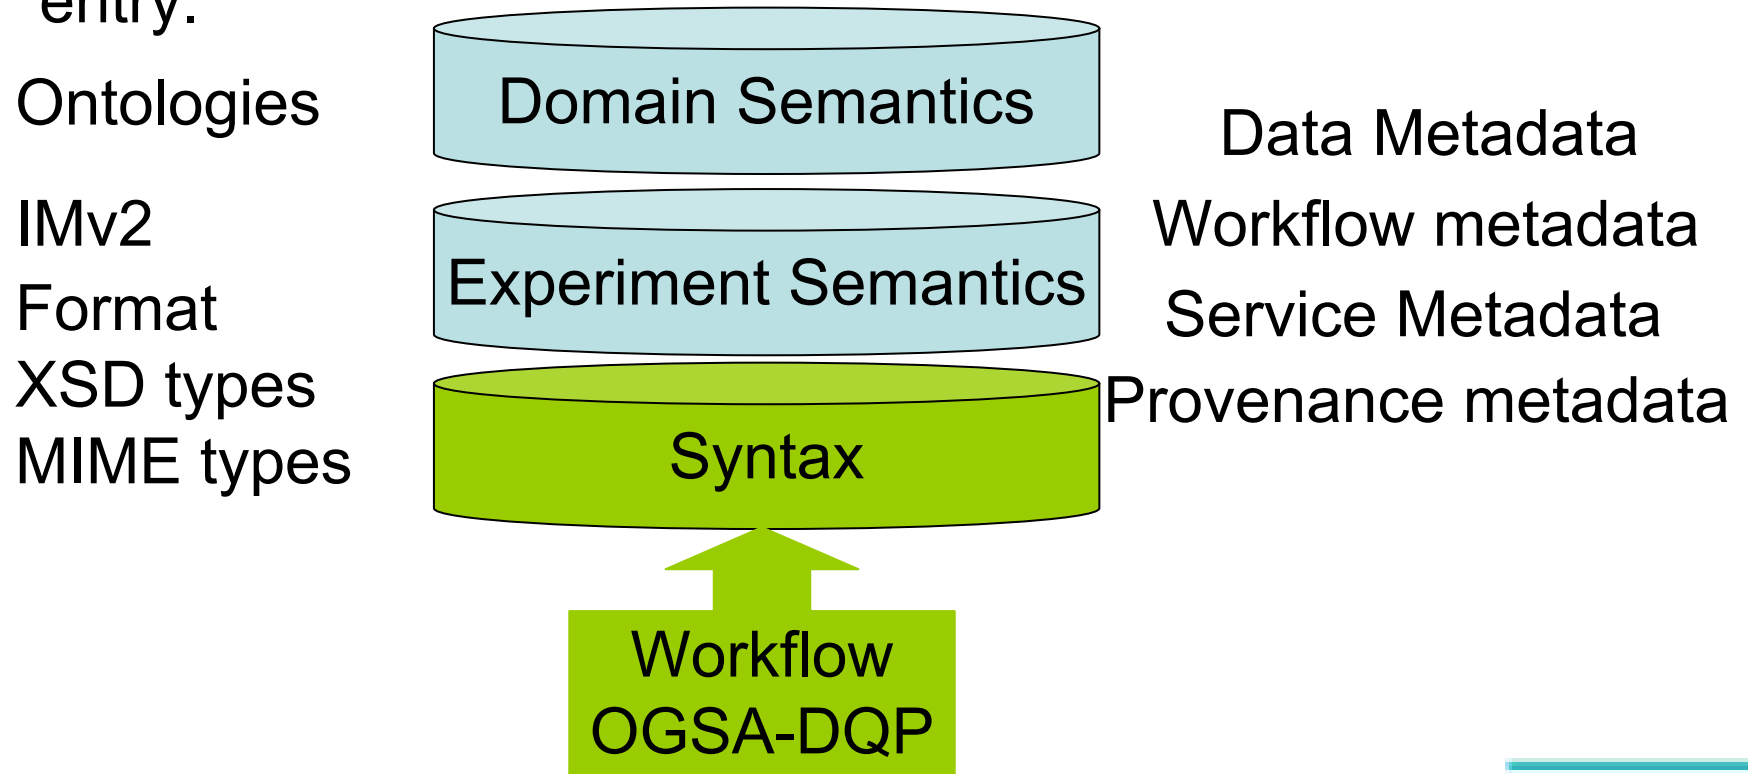 entry:
Ontologies
IMv2
Format
XSD types
MIME types
Domain Semantics
Experiment Semantics
Syntax
Workflow
OGSA-DQP
Data Metadata
Workflow metadata
Service Metadata
Provenance metadata